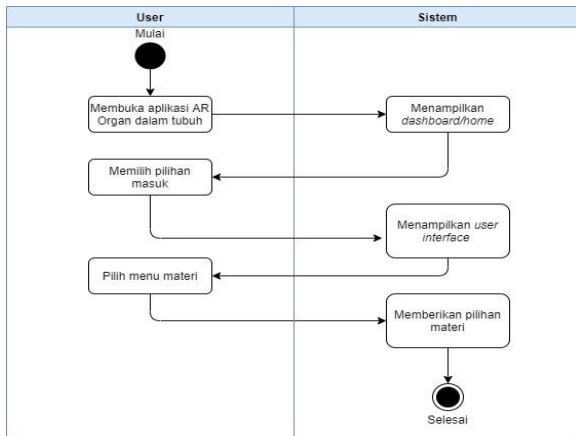 User
Sistem
Mulai
Membuka aplikasi AR
Organ dalam tubuh
Menampilkan
dashboard/home
Memilih pilihan
masuk
Menampilkan user
interface
Pilih menu materi
Memberikan pilihan
materi
Selesai